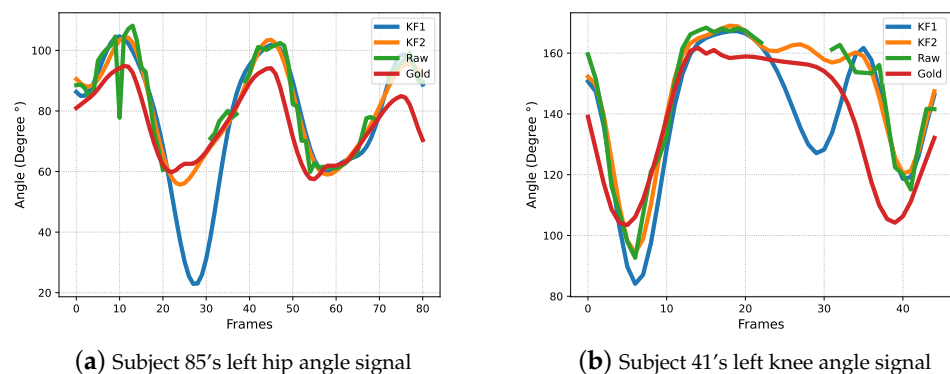 KF1
KF2
Raw
Gold
100
80
60
40
20
Angle (Degree °)
0 10 20 30 40 50 60 70 80
Frames
(a) Subject 85's left hip angle signal
KF1
KF2
Raw
Gold
160
140
120
100
80
Angle (Degree °)
0 10 20 30 40
Frames
(b) Subject 41's left knee angle signal